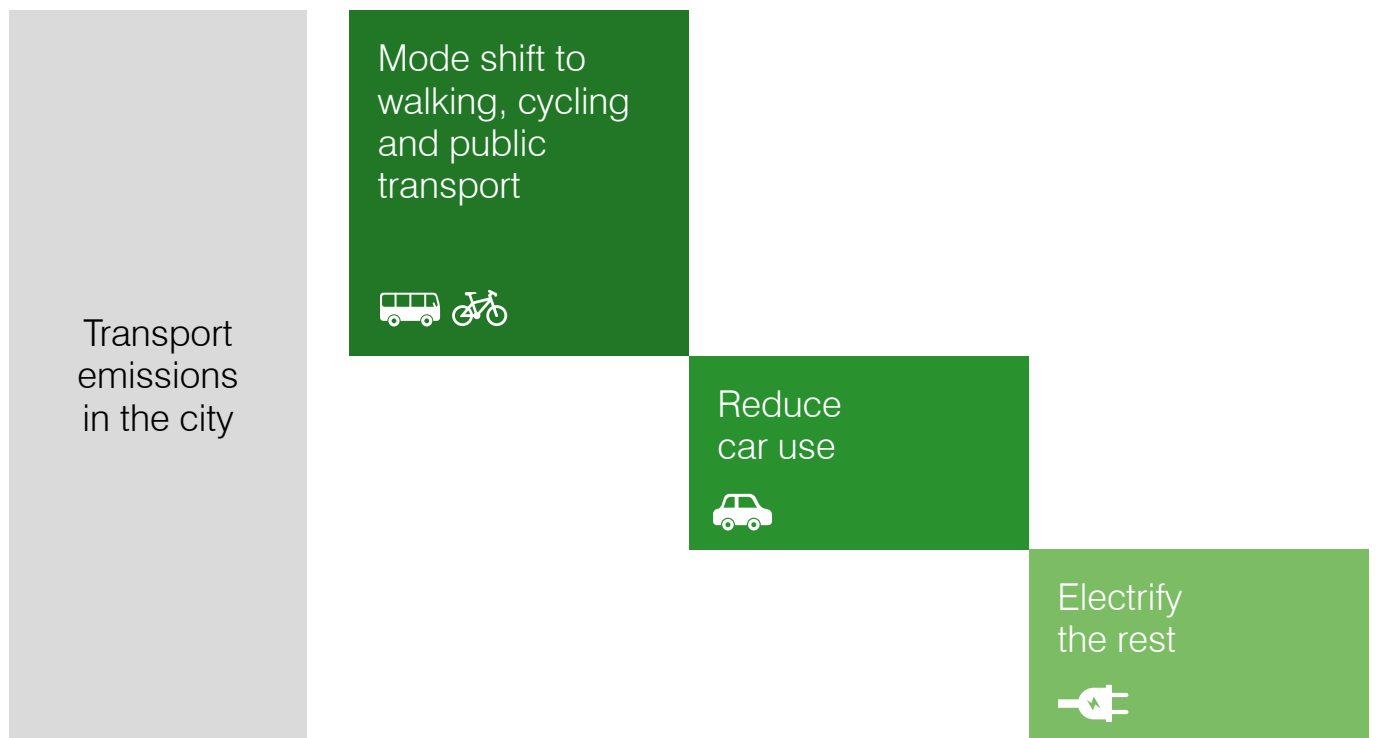 Transport
emissions
in the city
Mode shift to
walking, cycling
and public
transport
Reduce
car use
Electrify
the rest